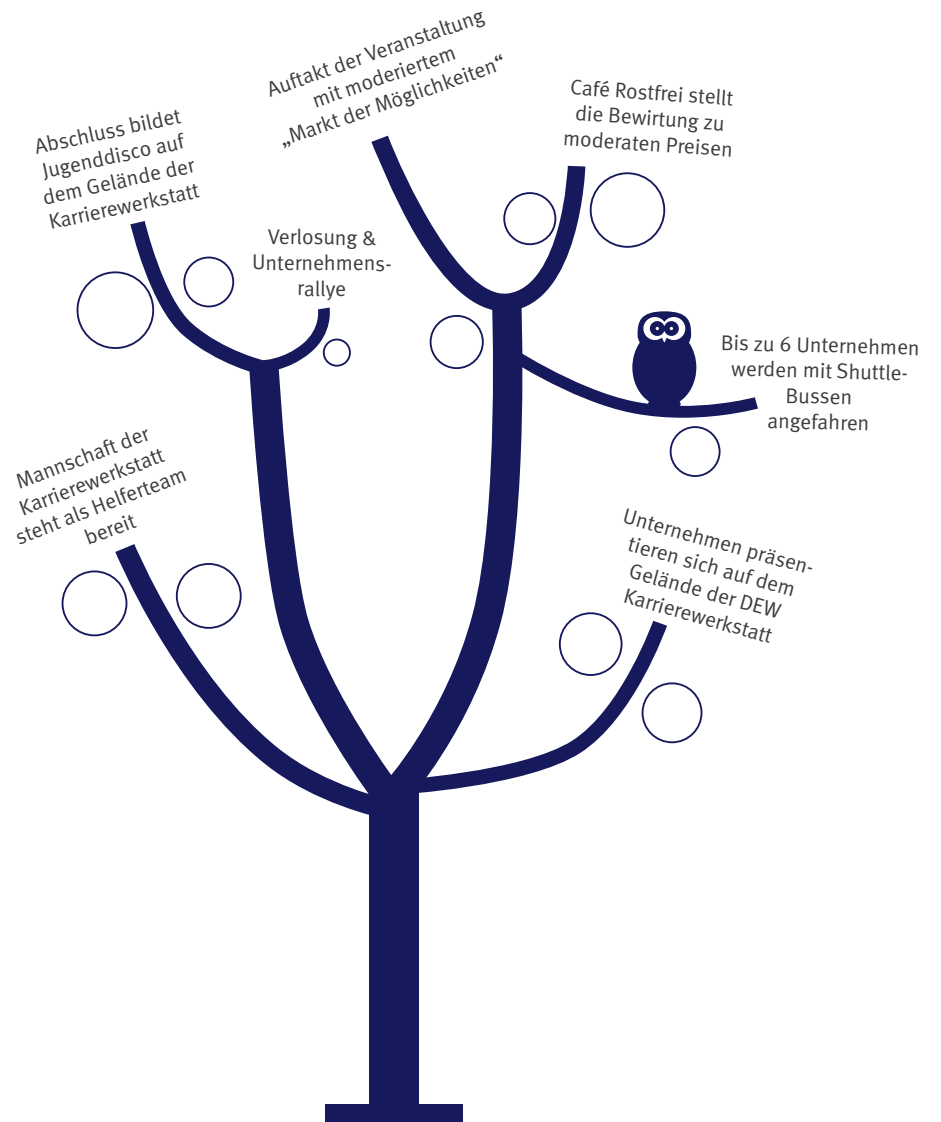 Auftakt der Veranstaltung
mit moderiertem
„Markt der Möglichkeiten“
Café Rostfrei stellt
die Bewirtung zu
moderaten Preisen
Abschluss bildet
Jugenddisco auf
dem Gelände der
Karrierewerkstatt
Verlosung &
Unternehmens-
rallye
Bis zu 6 Unternehmen
werden mit Shuttle-
Bussen
angefahren
Mannschaft der
Karrierewerkstatt
steht als Helferteam
bereit
Unternehmen präsen-
tieren sich auf dem
Gelände der DEW
Karrierewerkstatt